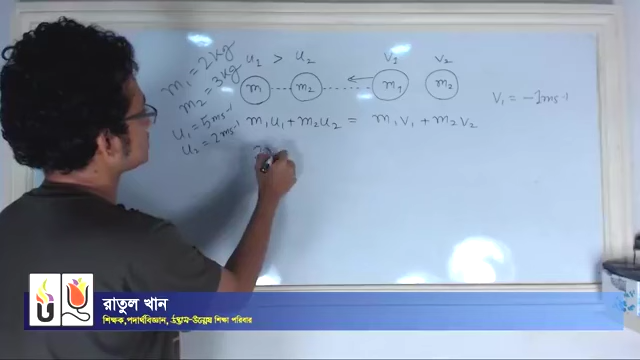 m₁ = 2kg
m₂ = 3kg
u₁ = 5ms⁻¹
u₂ = 2ms⁻¹
u₁ > u₂
m₁ m₂
v₁ v₂
m₁ m₂
m₁u₁ + m₂u₂ = m₁v₁ + m₂v₂
v₁ = -1ms⁻¹
রাতুল খান
শিক্ষক, পদার্থবিজ্ঞান, উদ্ভাস-উন্মেষ শিক্ষা পরিবার